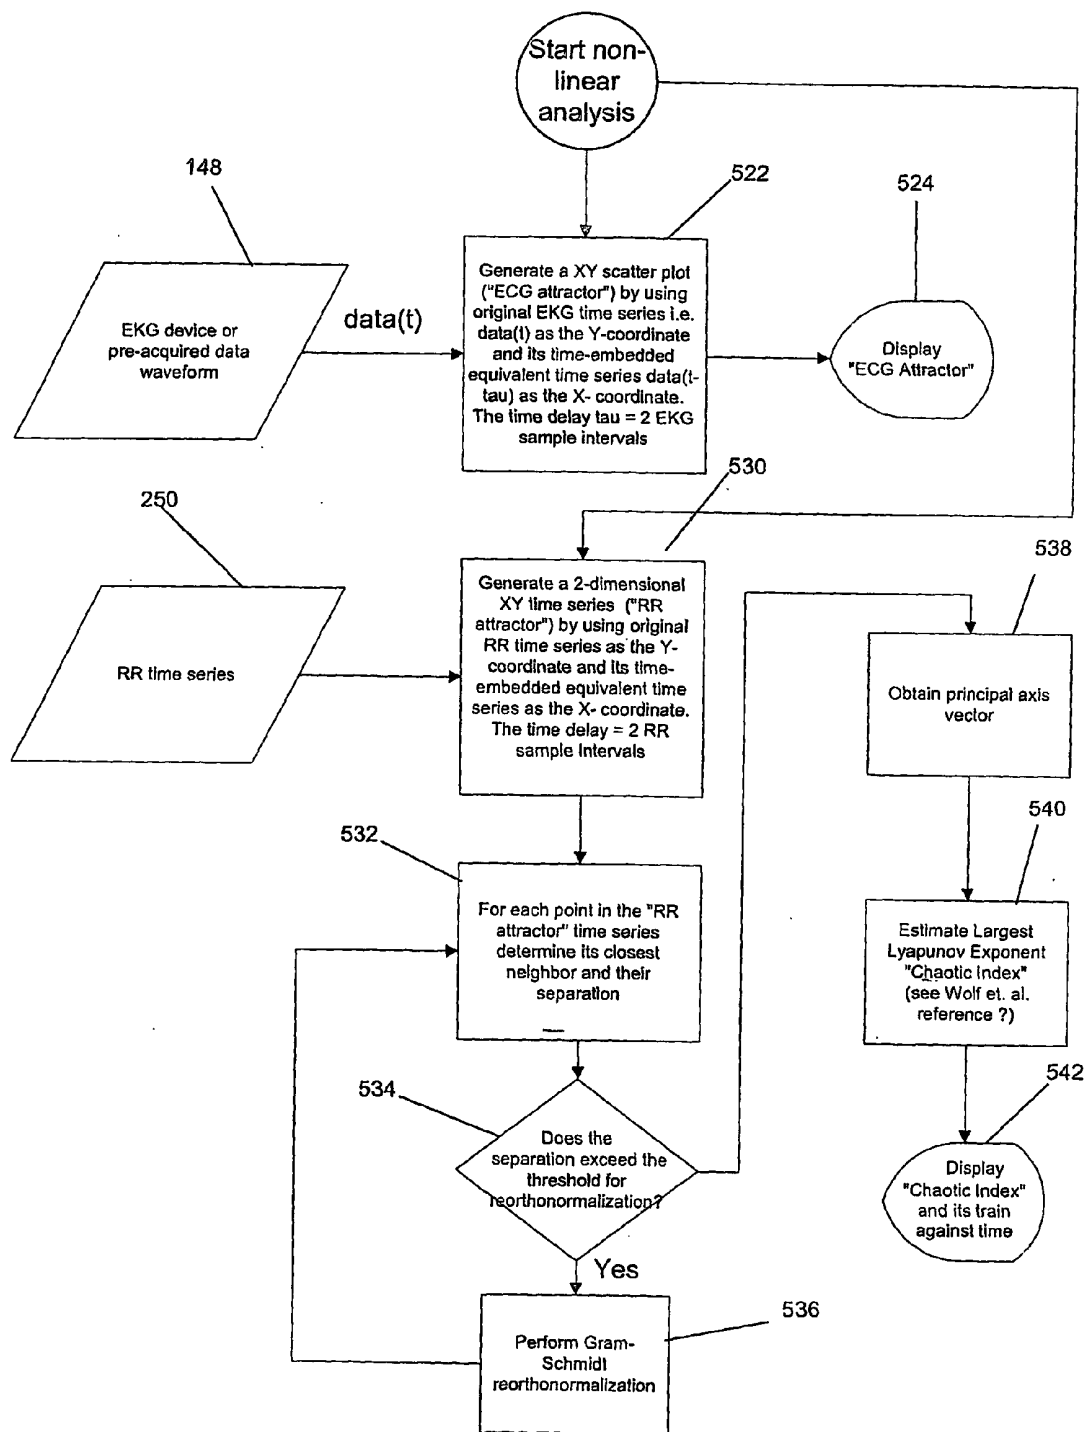 Start non-
linear
analysis
148
522
524
EKG device or
pre-acquired data
waveform
data(t)
Generate a XY scatter plot
("ECG attractor") by using
original EKG time series i.e.
data(t) as the Y-coordinate
and its time-embedded
equivalent time series data(t-
tau) as the X- coordinate.
The time delay tau = 2 EKG
sample intervals
Display
"ECG Attractor"
530
250
538
RR time series
Generate a 2-dimensional
XY time series ("RR
attractor") by using original
RR time series as the Y-
coordinate and its time-
embedded equivalent time
series as the X- coordinate.
The time delay = 2 RR
sample Intervals
Obtain principal axis
vector
532
540
For each point in the "RR
attractor" time series
determine its closest
neighbor and their
separation
Estimate Largest
Lyapunov Exponent
"Chaotic Index"
(see Wolf et. al.
reference ?)
534
542
Does the
separation exceed the
threshold for
reorthonormalization?
Display
"Chaotic Index"
and its train
against time
Yes
536
Perform Gram-
Schmidt
reorthonormalization